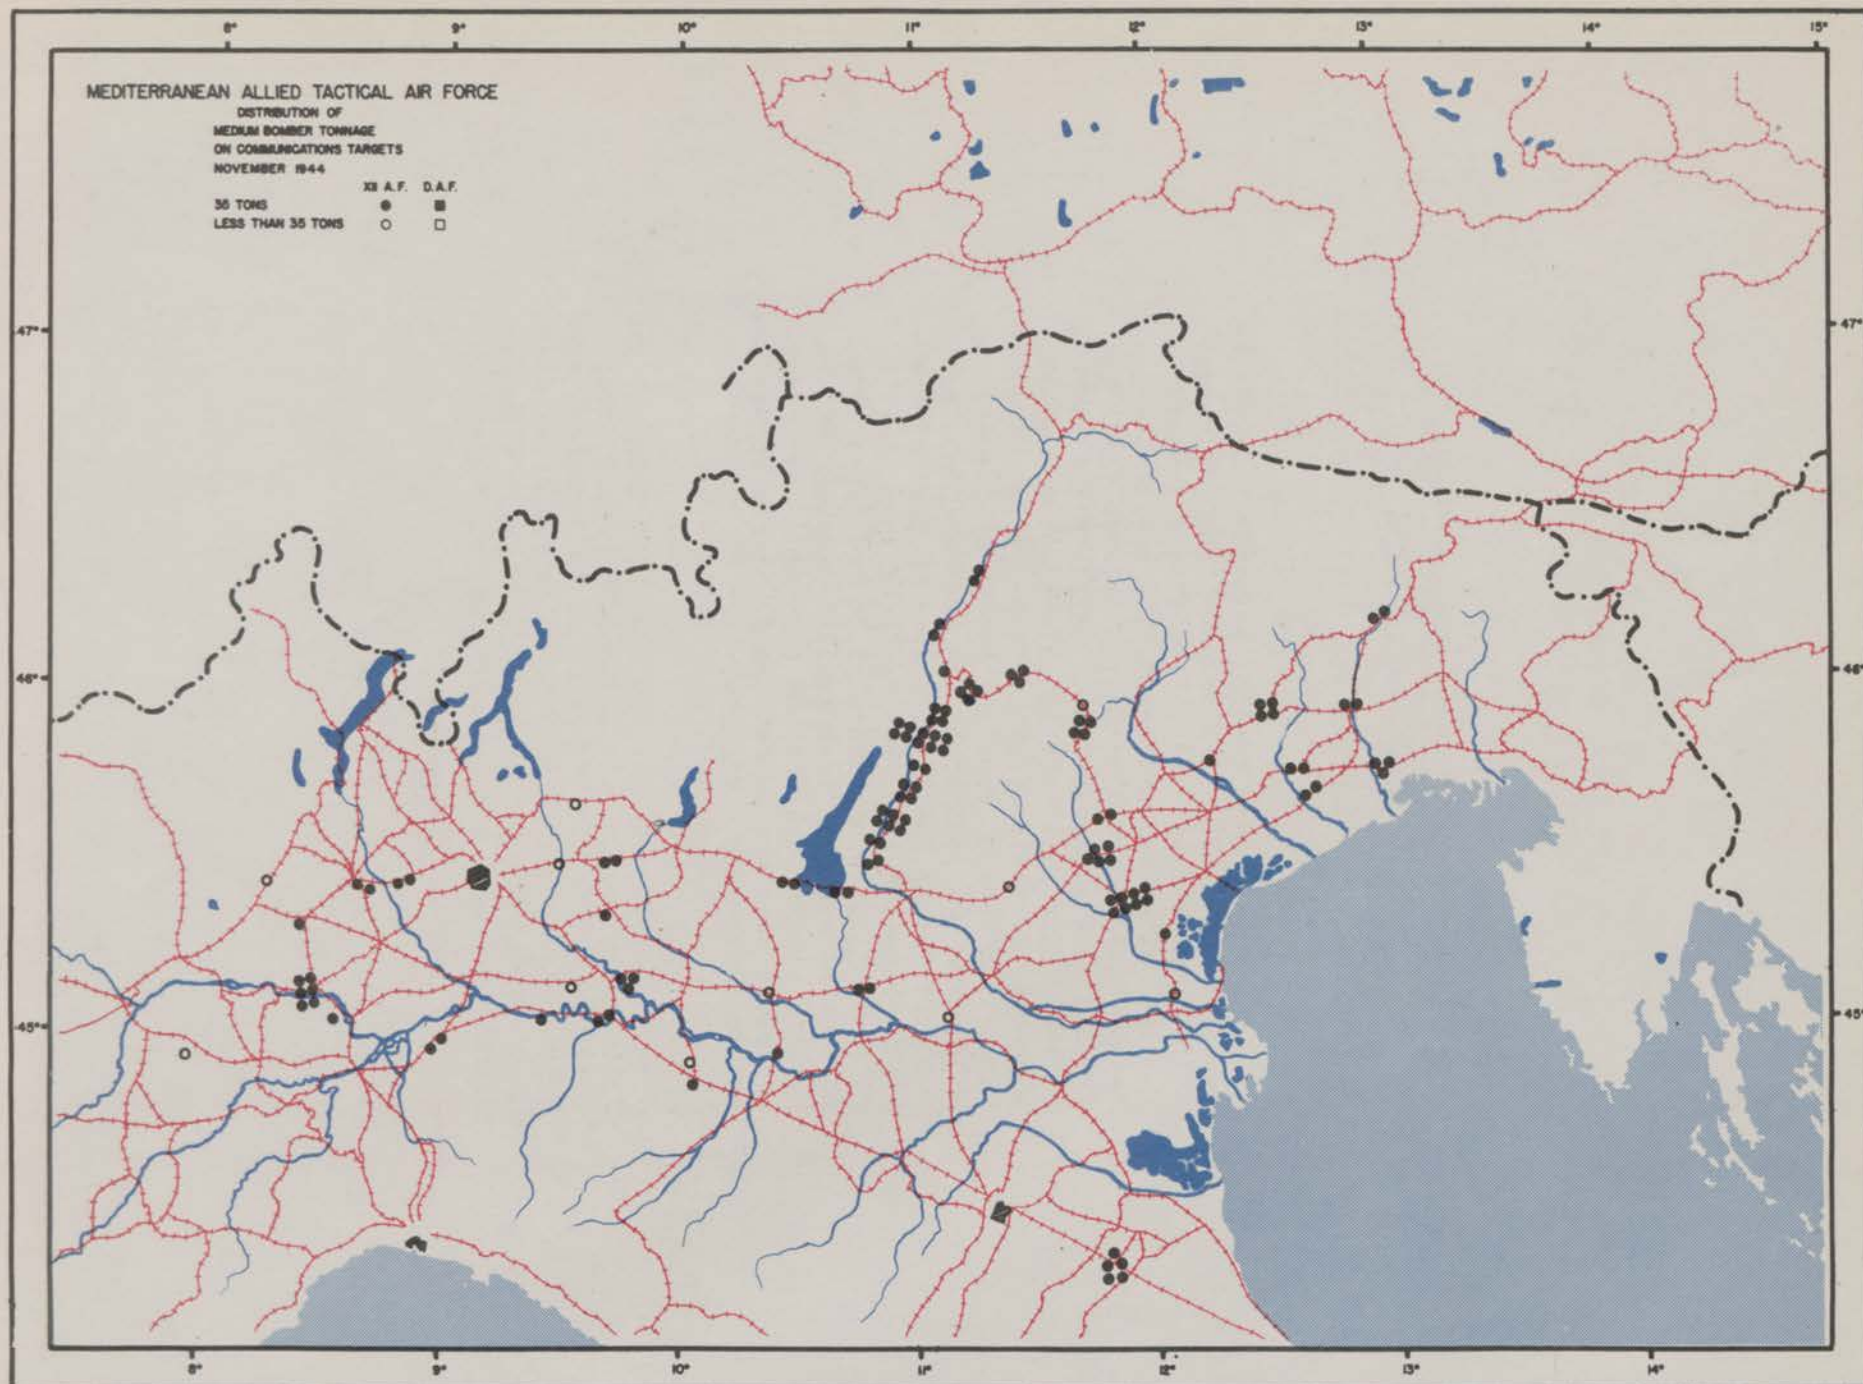 8° 9° 10° 11° 12° 13° 14° 15°
MEDITERRANEAN ALLIED TACTICAL AIR FORCE
DISTRIBUTION OF
MEDIUM BOMBER TONNAGE
ON COMMUNICATIONS TARGETS
NOVEMBER 1944
XII A.F. D.A.F.
35 TONS
LESS THAN 35 TONS
47° 47°
46° 46°
45° 45°
8° 9° 10° 11° 12° 13° 14°